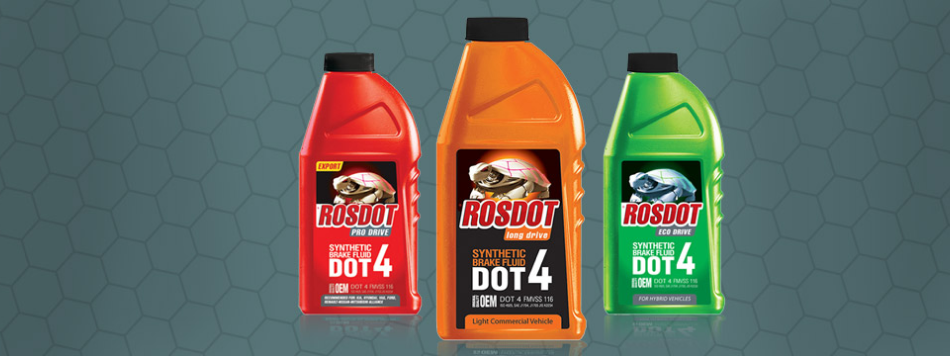 EXPORT
ROSDOT
PRO DRIVE
SYNTHETIC
BRAKE FLUID
DOT 4
OEM
DOT 4 FMVSS 116
ROSDOT
long drive
SYNTHETIC
BRAKE FLUID
DOT 4
OEM
DOT 4 FMVSS 116
Light Commercial Vehicle
ROSDOT
ECO DRIVE
SYNTHETIC
BRAKE FLUID
DOT 4
OEM
DOT 4 FMVSS 116
FOR HYBRID VEHICLES